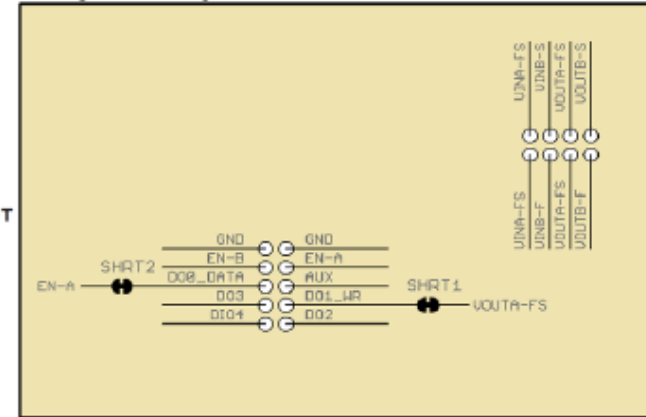 VINA-FS
VINB-S
VOUTA-FS
VOUTB-S
VINA-FS
VINB-F
VOUTA-FS
VOUTB-F
T
GND GND
EN-B EN-A
SHRT2
DO0_DATA AUX
SHRT1
EN-A
DO3 DO1_WR
VOUTA-FS
DIO4 DO2